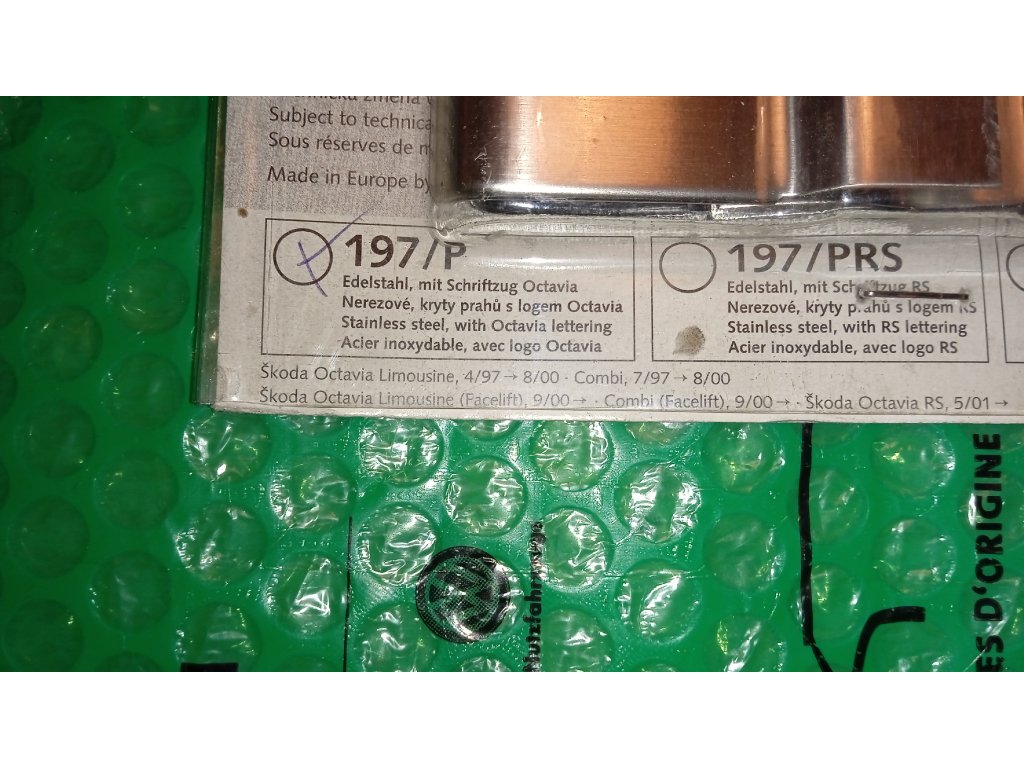 změna
Subject to technica
Sous réserves de
Made in Europe by
197/P
Edelstahl, mit Schriftzug Octavia
Nerezové, kryty prahů s logem Octavia
Stainless steel, with Octavia lettering
Acier inoxydable, avec logo Octavia
197/PRS
Edelstahl, mit Schriftzug RS
Nerezové, kryty prahů s logem RS
Stainless steel, with RS lettering
Acier inoxydable, avec logo RS
Škoda Octavia Limousine, 4/97 → 8/00 · Combi, 7/97 → 8/00
Škoda Octavia Limousine (Facelift), 9/00 → · Combi (Facelift), 9/00 → · Škoda Octavia RS, 5/01 →
Nutzfahrzeuge
ES D'ORIGINE